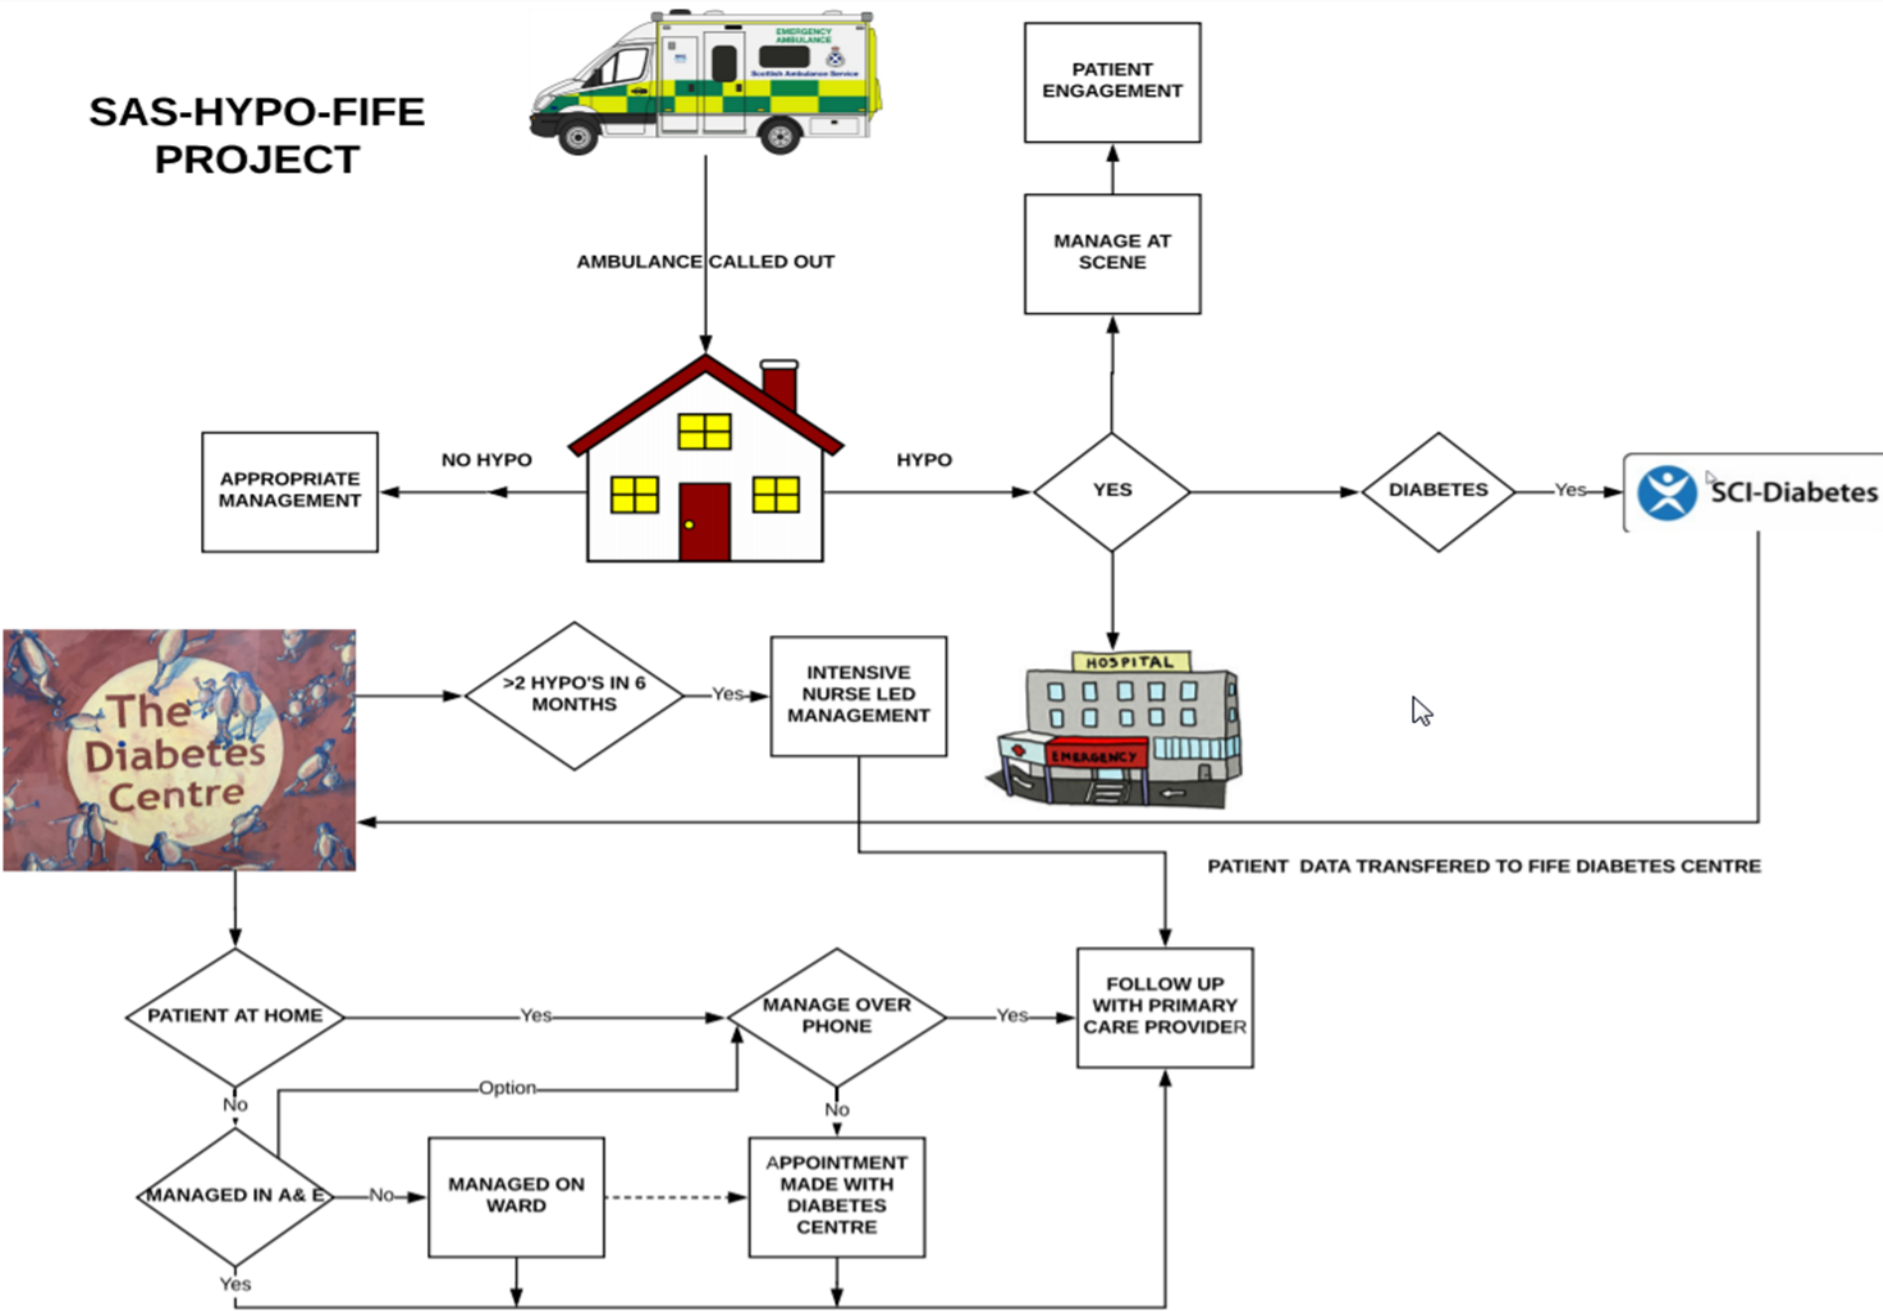 SAS-HYPO-FIFE
PROJECT
EMERGENCY
AMBULANCE
Scottish Ambulance Service
AMBULANCE CALLED OUT
PATIENT
ENGAGEMENT
MANAGE AT
SCENE
APPROPRIATE
MANAGEMENT
NO HYPO
HYPO
YES
DIABETES
Yes
SCI-Diabetes
The
Diabetes
Centre
>2 HYPO'S IN 6
MONTHS
Yes
INTENSIVE
NURSE LED
MANAGEMENT
HOSPITAL
EMERGENCY
PATIENT DATA TRANSFERED TO FIFE DIABETES CENTRE
PATIENT AT HOME
Yes
MANAGE OVER
PHONE
Yes
FOLLOW UP
WITH PRIMARY
CARE PROVIDER
No
Option
No
MANAGED IN A& E
No
MANAGED ON
WARD
APPOINTMENT
MADE WITH
DIABETES
CENTRE
Yes